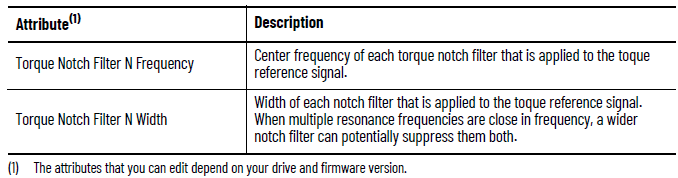 Attribute(1) Description
Torque Notch Filter N Frequency
Center frequency of each torque notch filter that is applied to the toque
reference signal.
Torque Notch Filter N Width
Width of each notch filter that is applied to the toque reference signal.
When multiple resonance frequencies are close in frequency, a wider
notch filter can potentially suppress them both.
(1) The attributes that you can edit depend on your drive and firmware version.